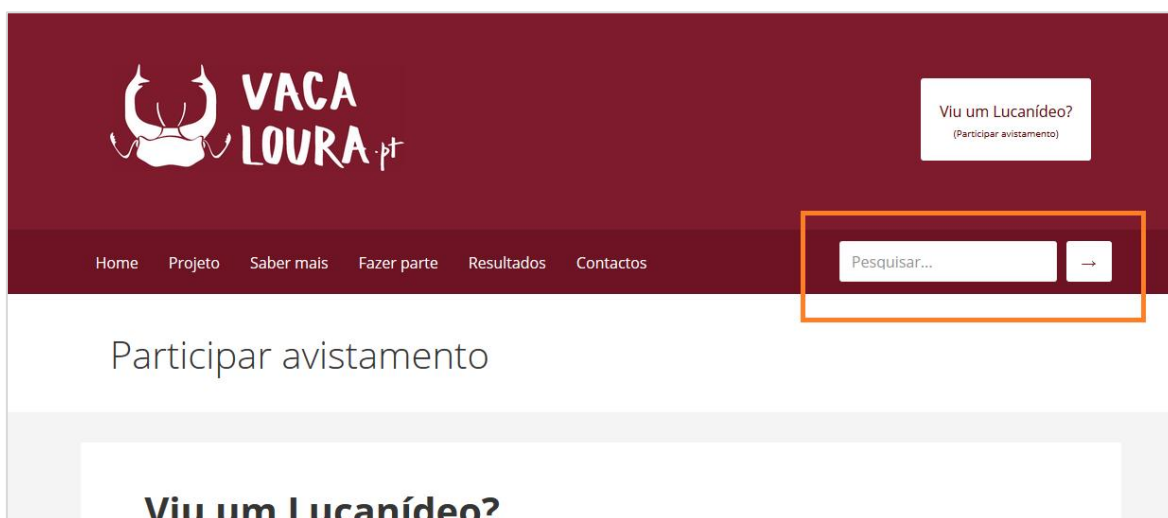 VACA
LOURA.pt
Viu um Lucanídeo?
(Participar avistamento)
Home Projeto Saber mais Fazer parte Resultados Contactos Pesquisar... →
Participar avistamento
Viu um Lucanídeo?